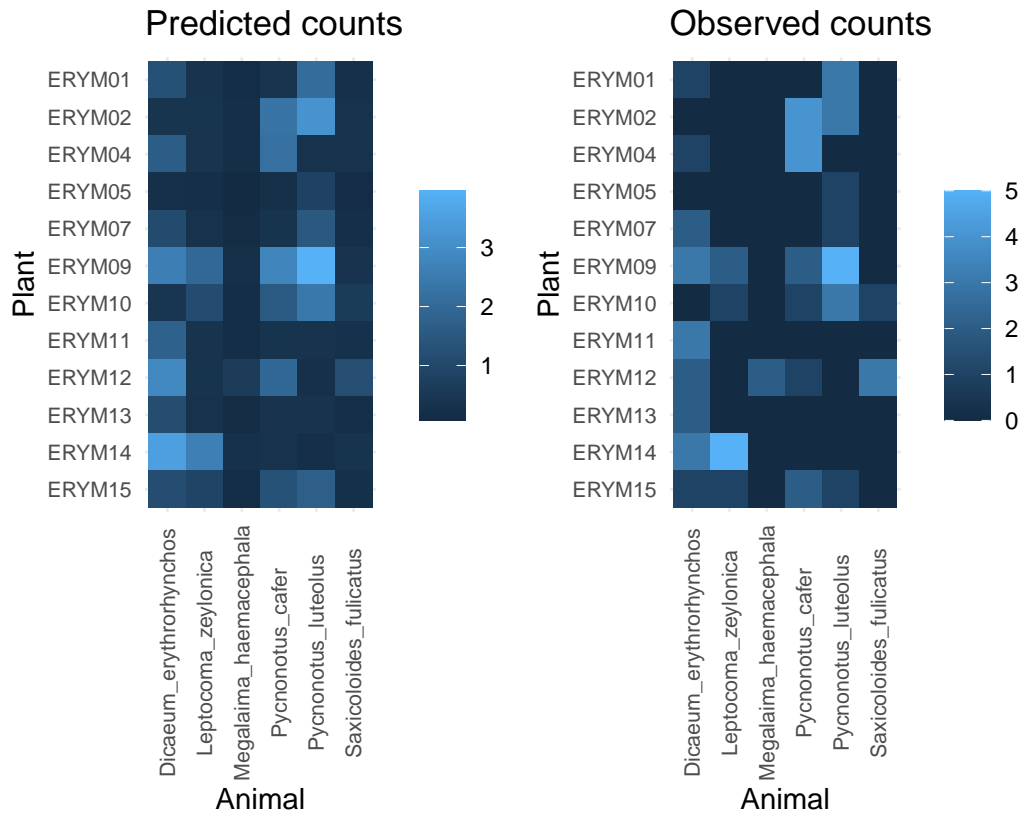 Predicted counts
Plant
ERYM01
ERYM02
ERYM04
ERYM05
ERYM07
ERYM09
ERYM10
ERYM11
ERYM12
ERYM13
ERYM14
ERYM15
Dicaeum_erythrorhynchos
Leptocoma_zeylonica
Megalaima_haemacephala
Pycnonotus_cafer
Pycnonotus_luteolus
Saxicoloides_fulicatus
Animal
3
2
1
Observed counts
Plant
ERYM01
ERYM02
ERYM04
ERYM05
ERYM07
ERYM09
ERYM10
ERYM11
ERYM12
ERYM13
ERYM14
ERYM15
Dicaeum_erythrorhynchos
Leptocoma_zeylonica
Megalaima_haemacephala
Pycnonotus_cafer
Pycnonotus_luteolus
Saxicoloides_fulicatus
Animal
5
4
3
2
1
0